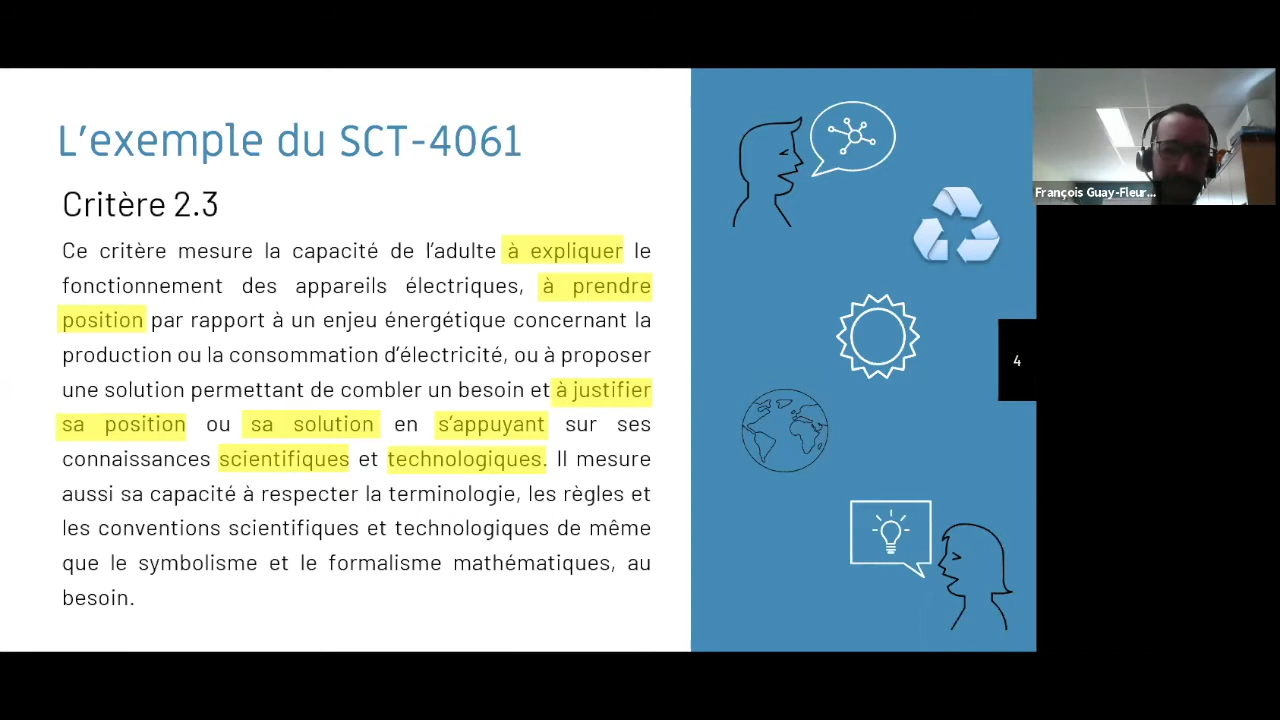 L'exemple du SCT-4061
Critère 2.3
Ce critère mesure la capacité de l'adulte à expliquer le
fonctionnement des appareils électriques, à prendre
position par rapport à un enjeu énergétique concernant la
production ou la consommation d'électricité, ou à proposer
une solution permettant de combler un besoin et à justifier
sa position ou sa solution en s'appuyant sur ses
connaissances scientifiques et technologiques. Il mesure
aussi sa capacité à respecter la terminologie, les règles et
les conventions scientifiques et technologiques de même
que le symbolisme et le formalisme mathématiques, au
besoin.
4
François Guay-Fleur...